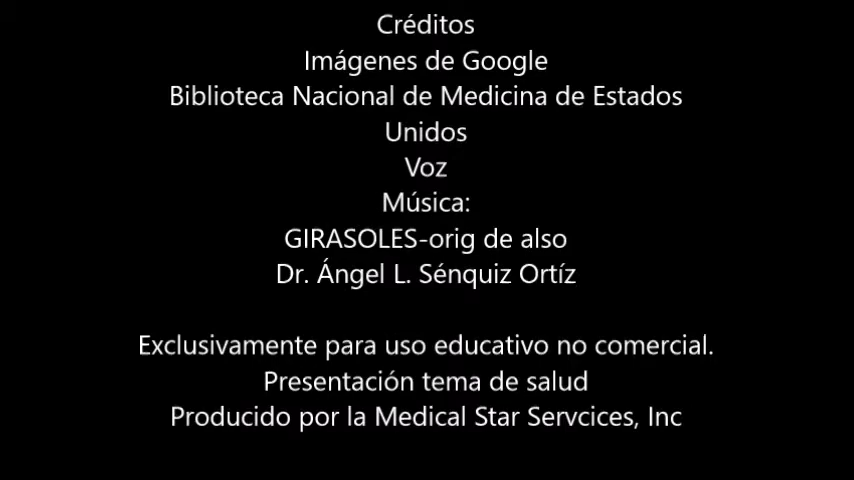 Créditos
Imágenes de Google
Biblioteca Nacional de Medicina de Estados
Unidos
Voz
Música:
GIRASOLES-orig de also
Dr. Ángel L. Sénquiz Ortíz
Exclusivamente para uso educativo no comercial.
Presentación tema de salud
Producido por la Medical Star Servcices, Inc